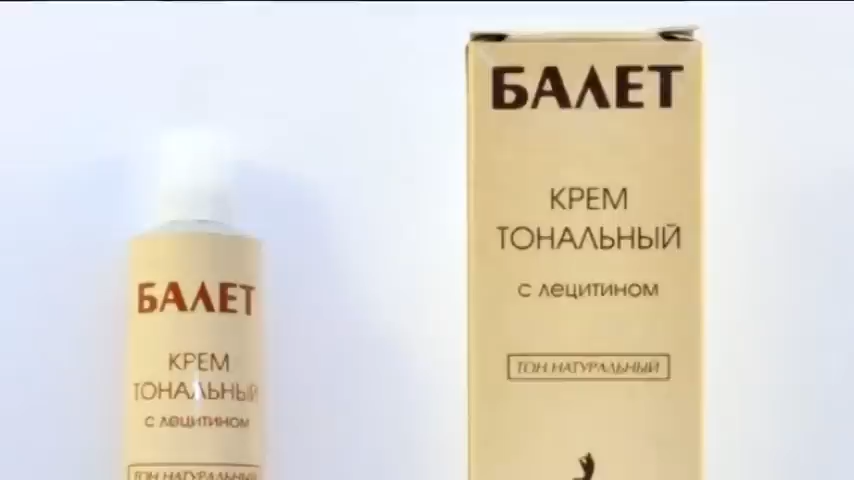 БАЛЕТ
КРЕМ
ТОНАЛЬНЫЙ
с лецитином
ТОН НАТУРАЛЬНЫЙ
БАЛЕТ
КРЕМ
ТОНАЛЬНЫЙ
с лецитином
ТОН НАТУРАЛЬНЫЙ